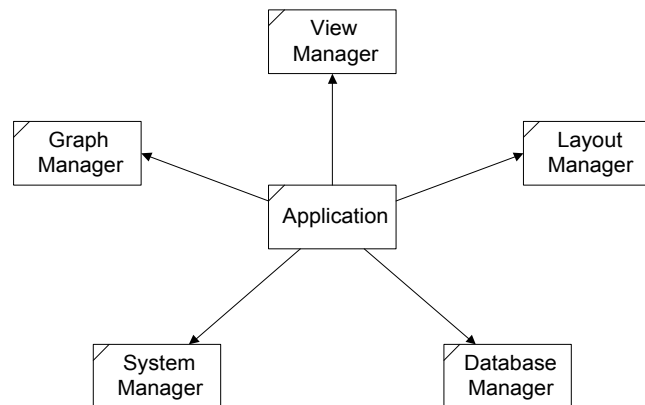 View
Manager
Graph
Manager
Layout
Manager
Application
System
Manager
Database
Manager